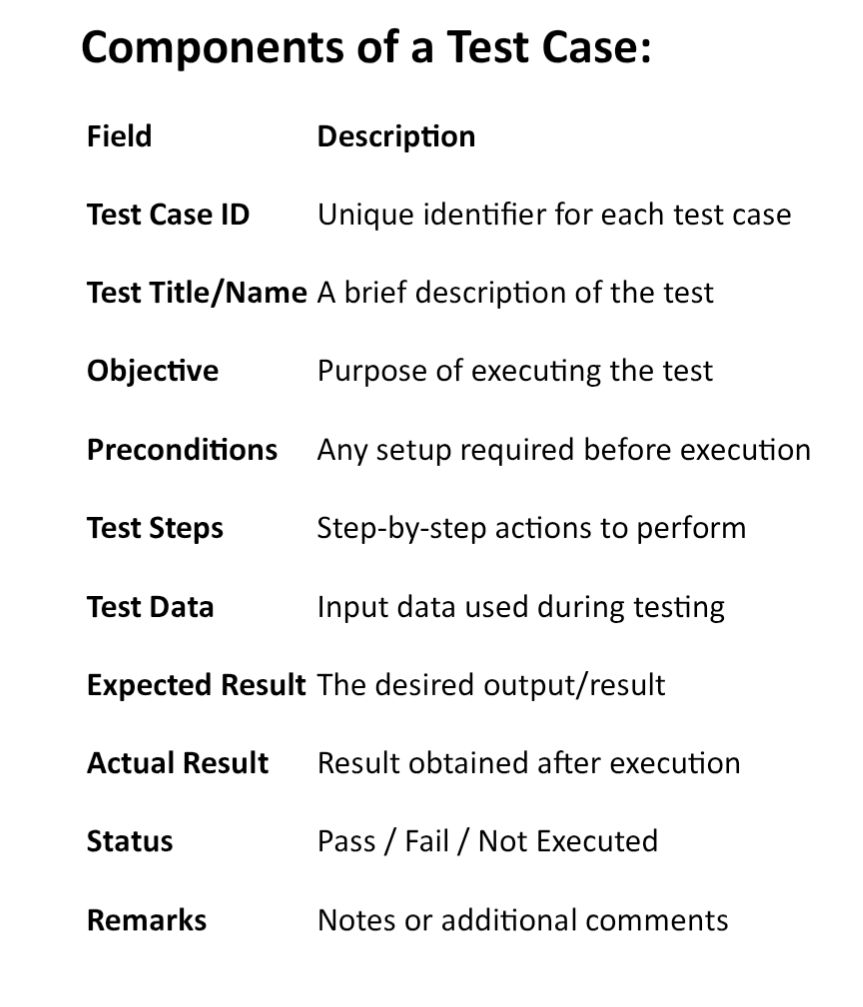 Components of a Test Case:
Field Description
Test Case ID Unique identifier for each test case
Test Title/Name A brief description of the test
Objective Purpose of executing the test
Preconditions Any setup required before execution
Test Steps Step-by-step actions to perform
Test Data Input data used during testing
Expected Result The desired output/result
Actual Result Result obtained after execution
Status Pass / Fail / Not Executed
Remarks Notes or additional comments